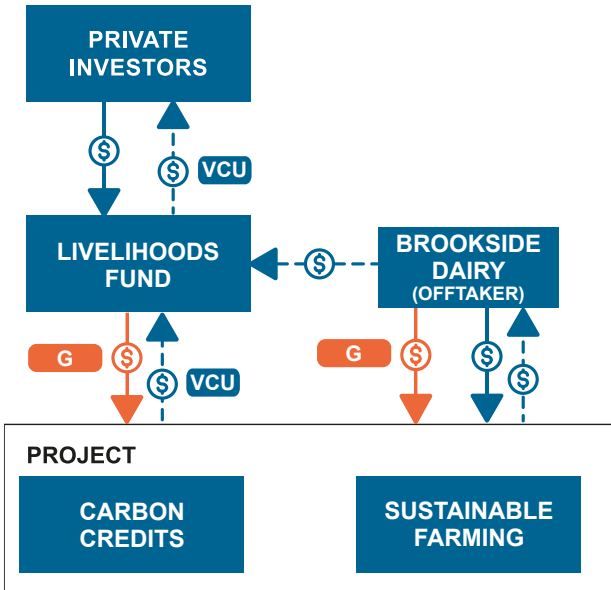 PRIVATE
INVESTORS
$
$
VCU
LIVELIHOODS
FUND
$
BROOKSIDE
DAIRY
(OFFTAKER)
G
$
$
VCU
G
$
$
$
PROJECT
CARBON
CREDITS
SUSTAINABLE
FARMING